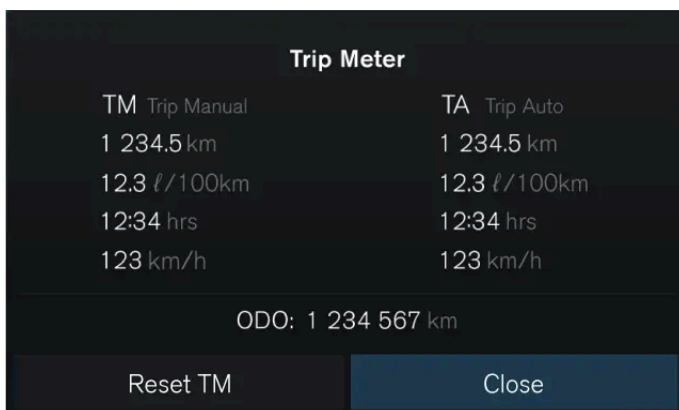 Trip Meter
TM Trip Manual
1 234.5 km
12.3 ℓ/100km
12:34 hrs
123 km/h
TA Trip Auto
1 234.5 km
12.3 ℓ/100km
12:34 hrs
123 km/h
ODO: 1 234 567 km
Reset TM
Close